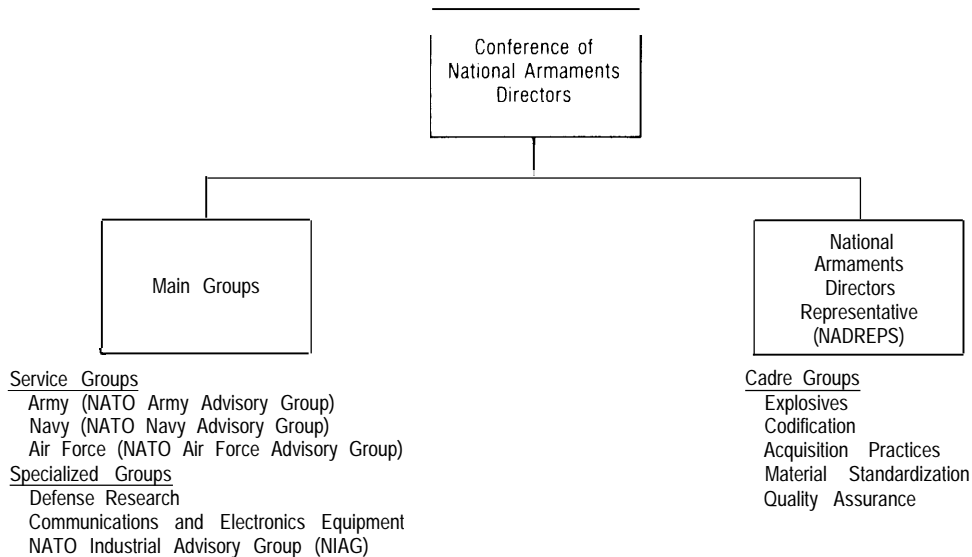 Conference of
National Armaments
Directors
Main Groups
National
Armaments
Directors
Representative
(NADREPS)
Service Groups
Army (NATO Army Advisory Group)
Navy (NATO Navy Advisory Group)
Air Force (NATO Air Force Advisory Group)
Specialized Groups
Defense Research
Communications and Electronics Equipment
NATO Industrial Advisory Group (NIAG)
Cadre Groups
Explosives
Codification
Acquisition Practices
Material Standardization
Quality Assurance